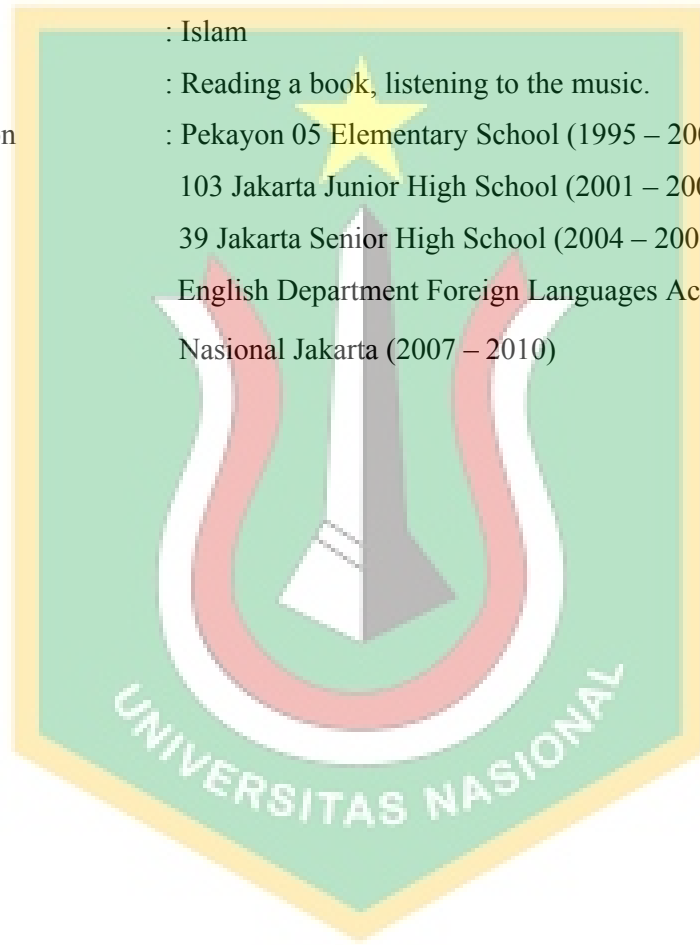 : Islam
: Reading a book, listening to the music.
: Pekayon 05 Elementary School (1995 –
103 Jakarta Junior High School (2001 –
39 Jakarta Senior High School (2004 –
English Department Foreign Languages
Nasional Jakarta (2007 – 2010)
UNIVERSITAS NASIONAL